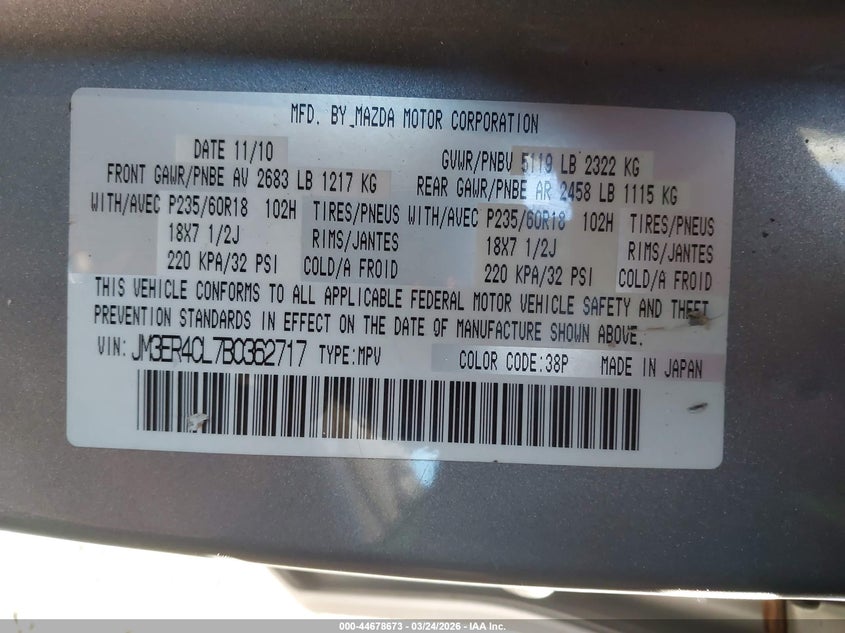 MFD. BY MAZDA MOTOR CORPORATION
DATE 11/10 GVWR/PNBV 5119 LB 2322 KG
FRONT GAWR/PNBE AV 2683 LB 1217 KG REAR GAWR/PNBE AR 2458 LB 1115 KG
WITH/AVEC P235/60R18 102H TIRES/PNEUS WITH/AVEC P235/60R18 102H TIRES/PNEUS
18X7 1/2J RIMS/JANTES 18X7 1/2J RIMS/JANTES
220 KPA/32 PSI COLD/A FROID 220 KPA/32 PSI COLD/A FROID
THIS VEHICLE CONFORMS TO ALL APPLICABLE FEDERAL MOTOR VEHICLE SAFETY AND THEFT
PREVENTION STANDARDS IN EFFECT ON THE DATE OF MANUFACTURE SHOWN ABOVE.
VIN: JM3ER4CL7B0362717 TYPE:MPV COLOR CODE:38P MADE IN JAPAN
000-44678673 - 03/24/2026 - IAA Inc.